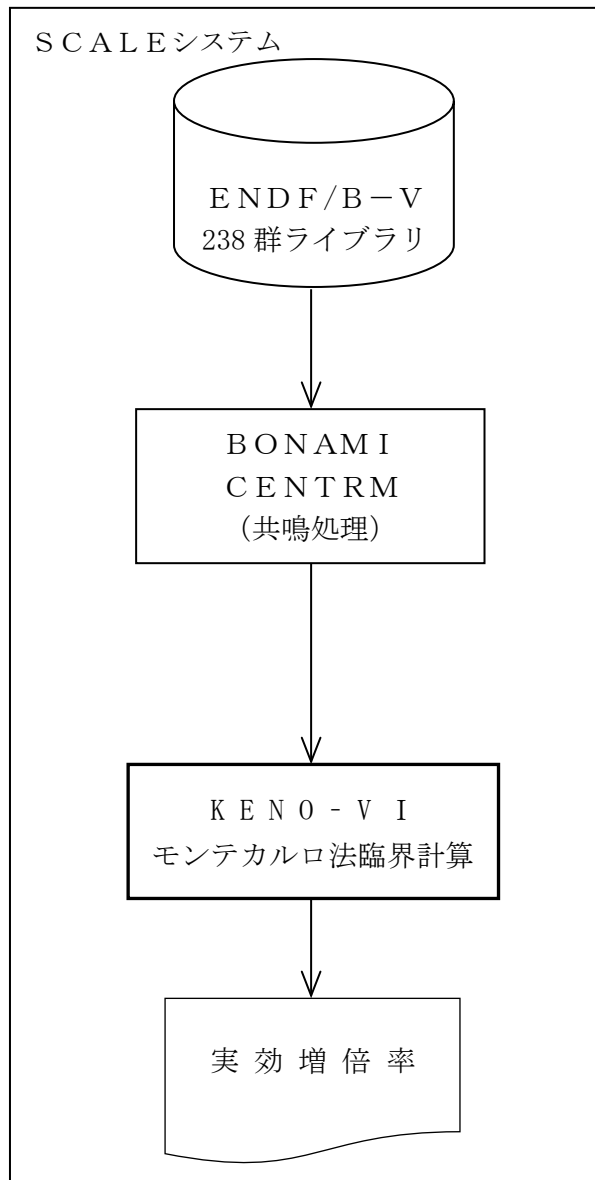 ＳＣＡＬＥシステム
ＥＮＤＦ/Ｂ－Ｖ
238 群ライブラリ
ＢＯＮＡＭＩ
ＣＥＮＴＲＭ
（共鳴処理）
ＫＥＮＯ-ＶＩ
モンテカルロ法臨界計算
実 効 増 倍 率